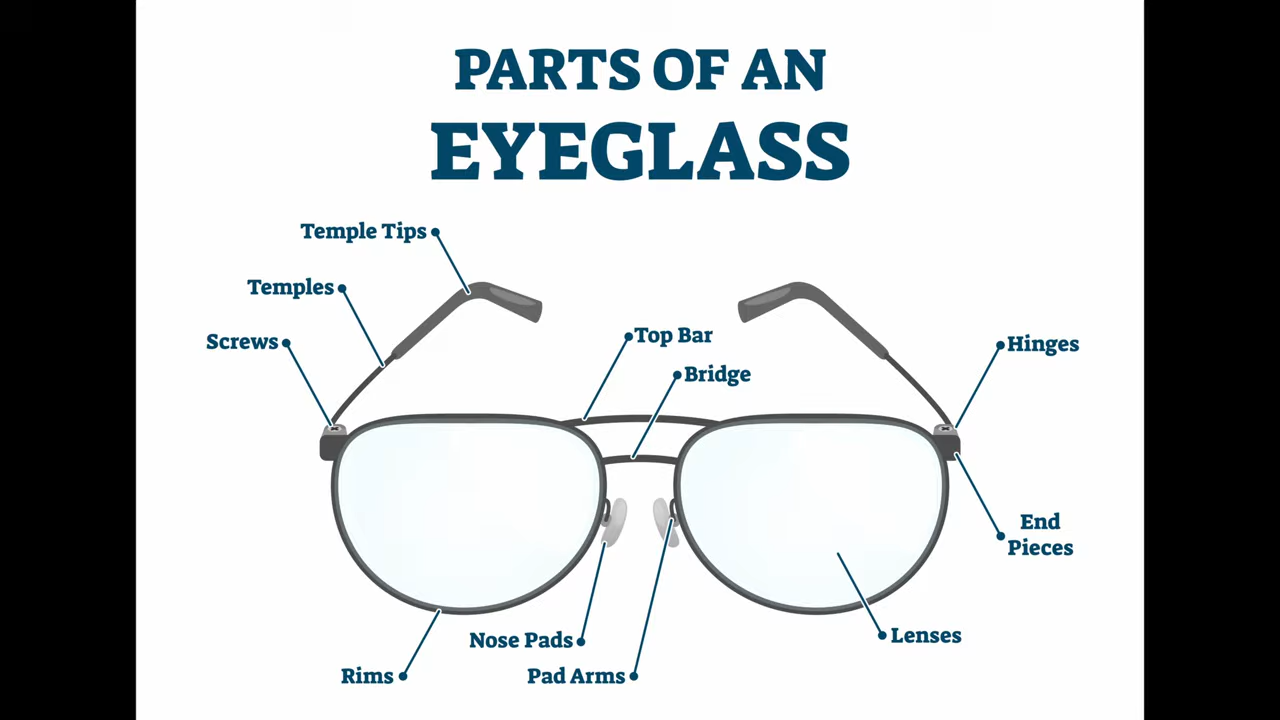 PARTS OF AN
EYEGLASS
Temple Tips
Temples
Screws
Top Bar
Bridge
Hinges
End
Pieces
Lenses
Nose Pads
Pad Arms
Rims